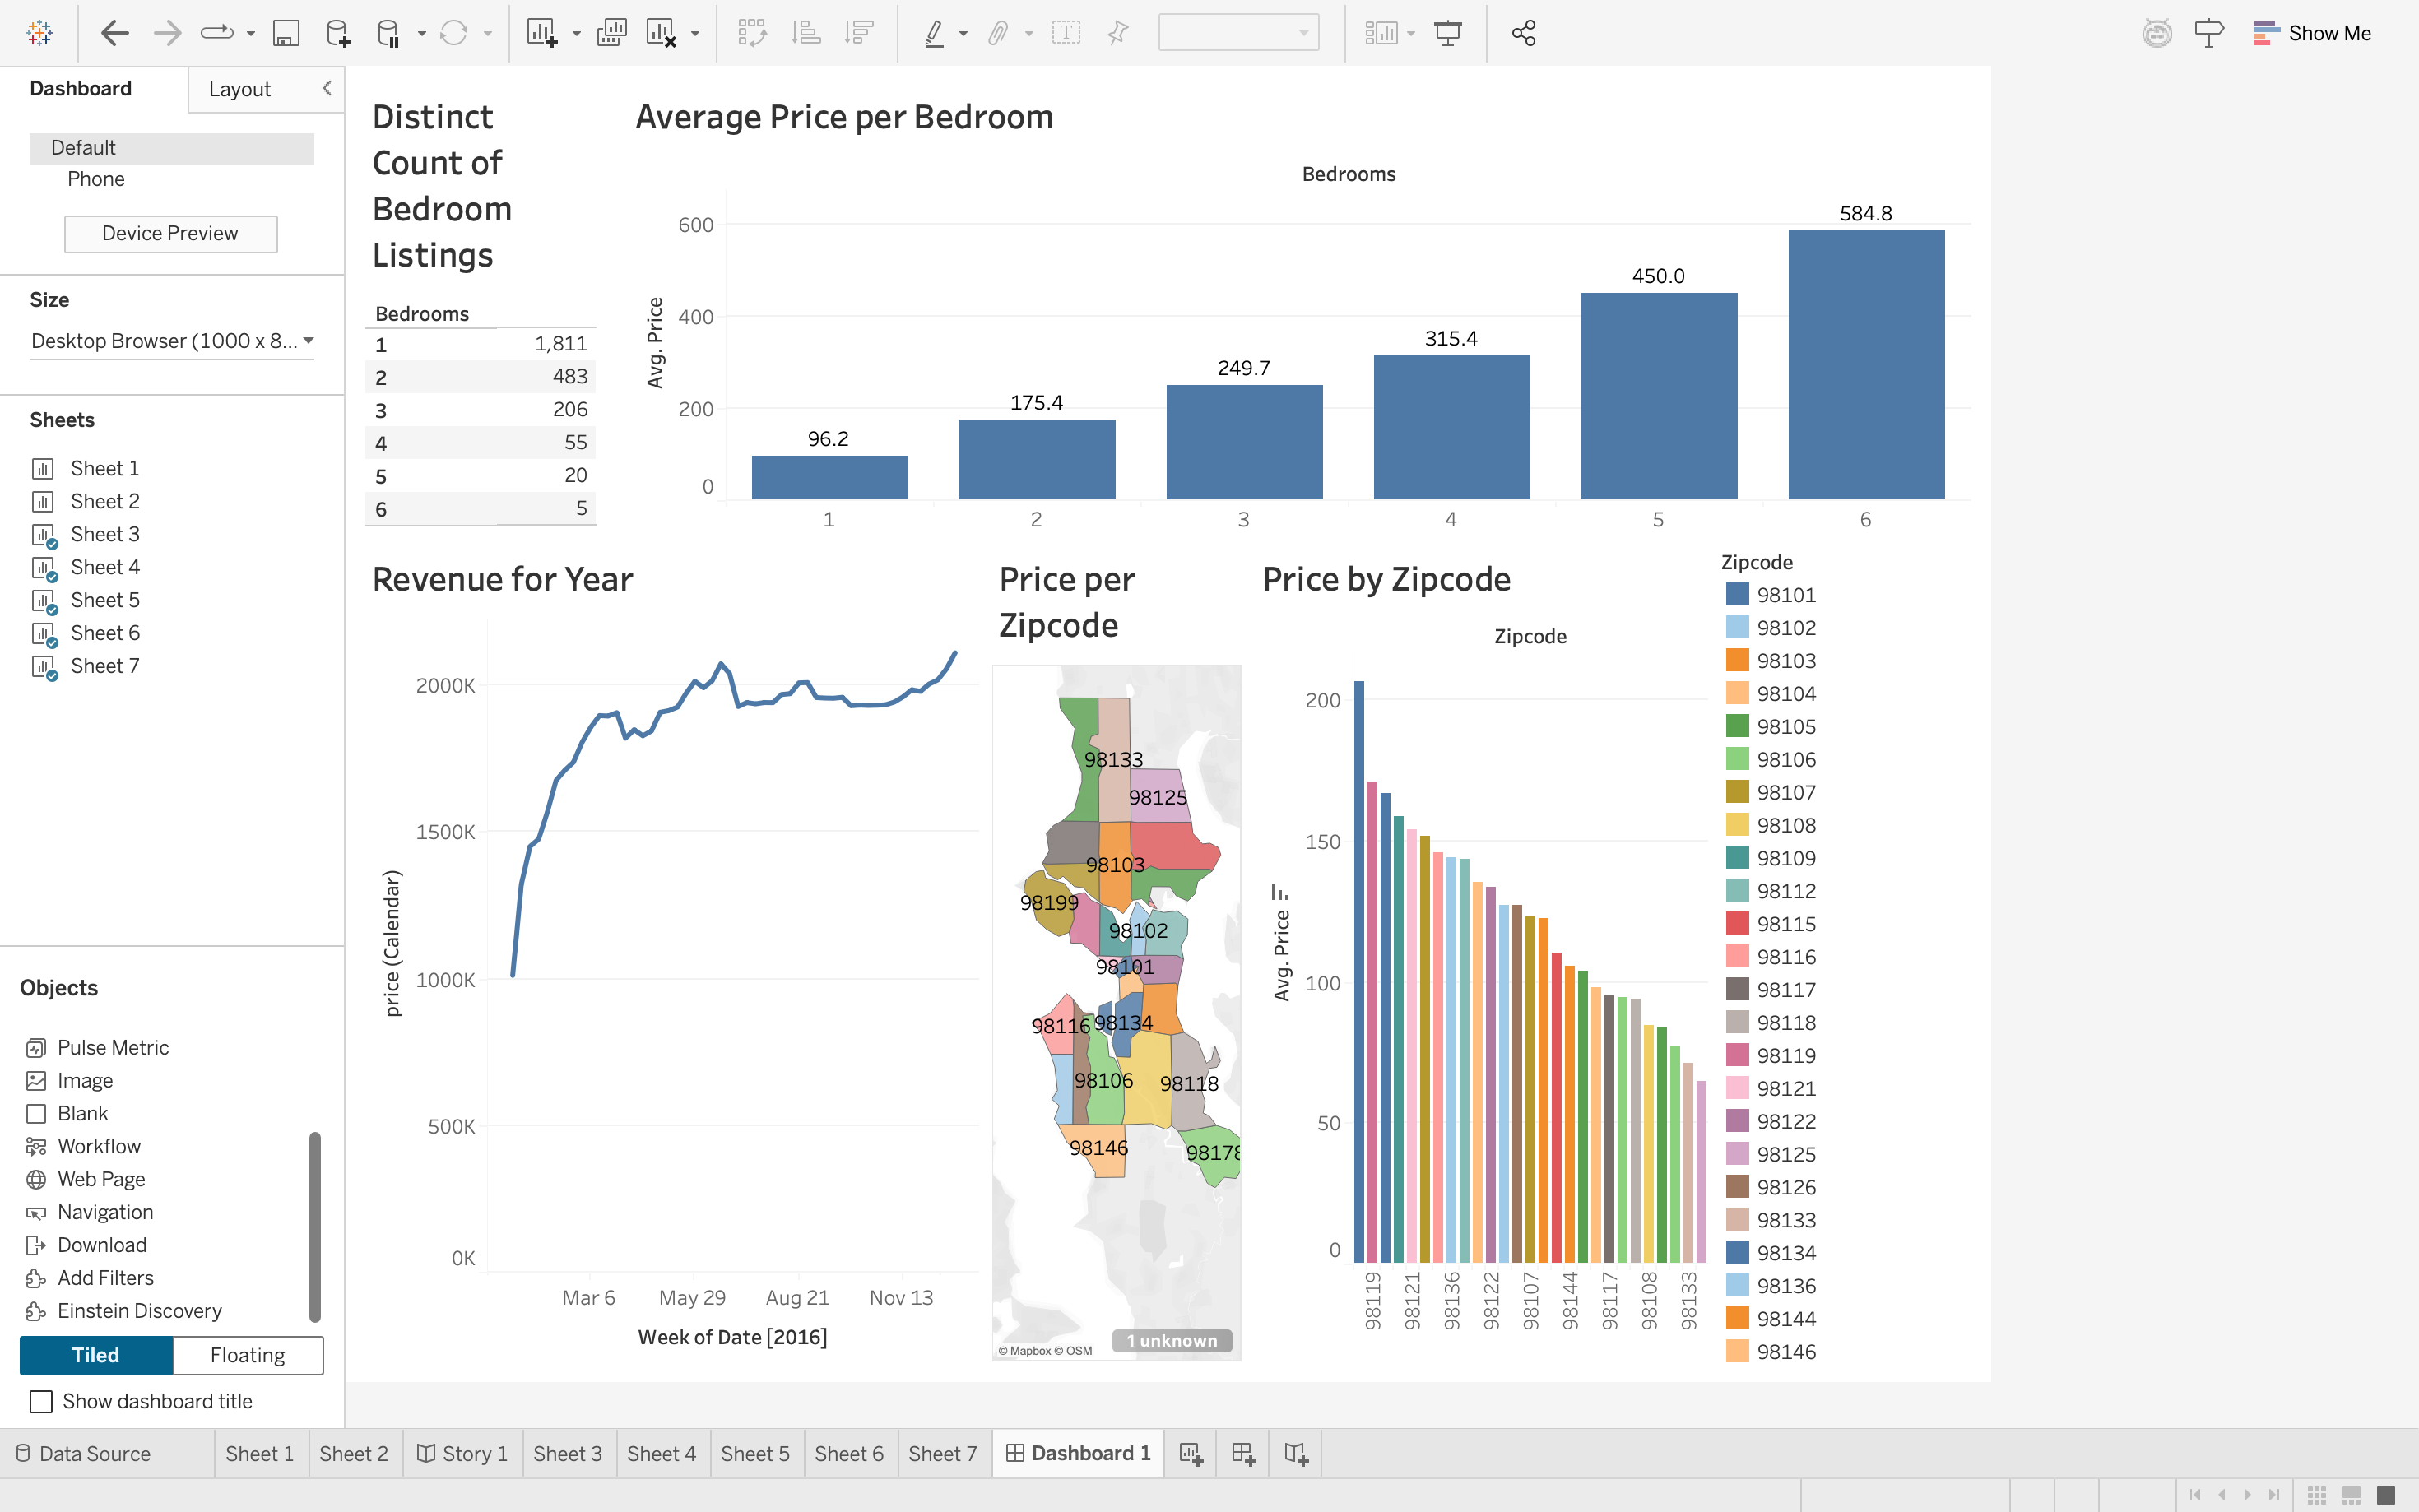 Show Me
Dashboard
Layout
Default
Phone
Device Preview
Size
Desktop Browser (1000 x 8...
Sheets
Sheet 1
Sheet 2
Sheet 3
Sheet 4
Sheet 5
Sheet 6
Sheet 7
Objects
Pulse Metric
Image
Blank
Workflow
Web Page
Navigation
Download
Add Filters
Einstein Discovery
Tiled
Floating
Show dashboard title
Distinct
Count of
Bedroom
Listings
Bedrooms
1 1,811
2 483
3 206
4 55
5 20
6 5
Average Price per Bedroom
Bedrooms
Avg. Price
600
400
200
0
96.2
175.4
249.7
315.4
450.0
584.8
1 2 3 4 5 6
Revenue for Year
price (Calendar)
2000K
1500K
1000K
500K
0K
Mar 6 May 29 Aug 21 Nov 13
Week of Date [2016]
Price per
Zipcode
98133
98125
98103
98199
98102
98101
98116
98134
98106
98118
98146
98178
1 unknown
© Mapbox © OSM
Price by Zipcode
Zipcode
Avg. Price
200
150
100
50
0
98119
98121
98136
98122
98107
98144
98117
98108
98133
Zipcode
98101
98102
98103
98104
98105
98106
98107
98108
98109
98112
98115
98116
98117
98118
98119
98121
98122
98125
98126
98133
98134
98136
98144
98146
Data Source
Sheet 1
Sheet 2
Story 1
Sheet 3
Sheet 4
Sheet 5
Sheet 6
Sheet 7
Dashboard 1